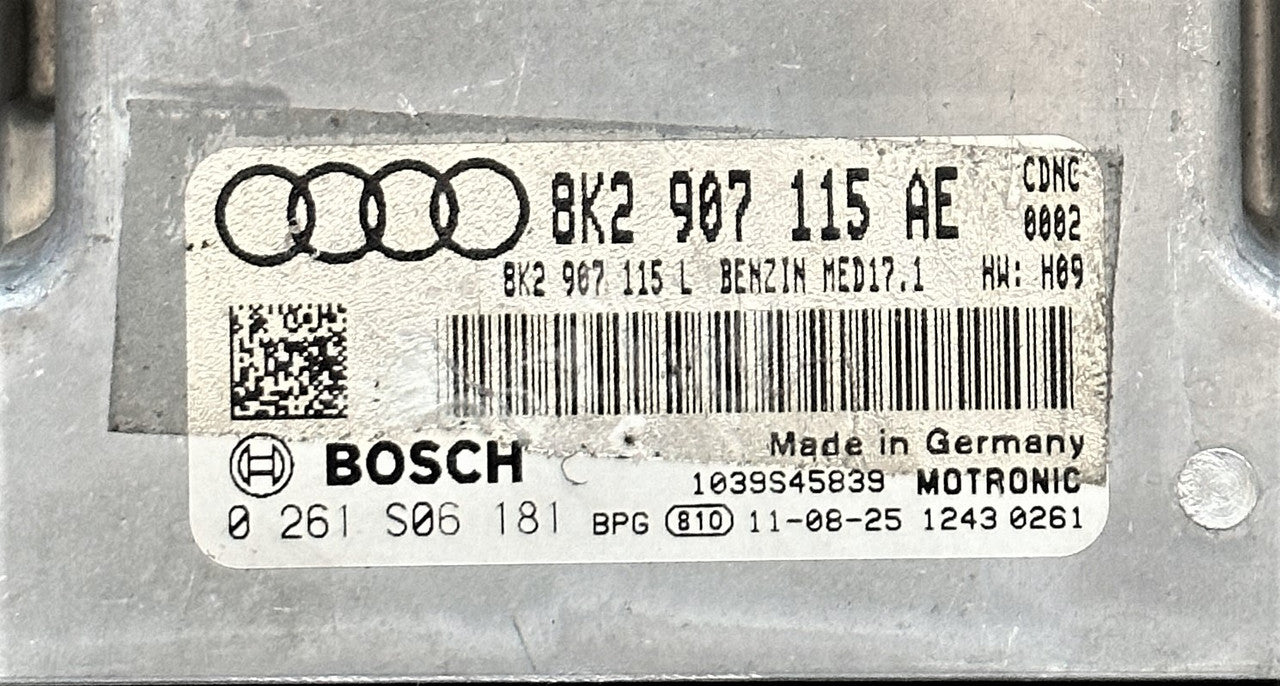 8K2 907 115 AE CDNC
0002
8K2 907 115 L BENZIN MED17.1 HW: H09
Made in Germany
BOSCH
1039S45839 MOTRONIC
0 261 S06 181 BPG 810 11-08-25 1243 0261